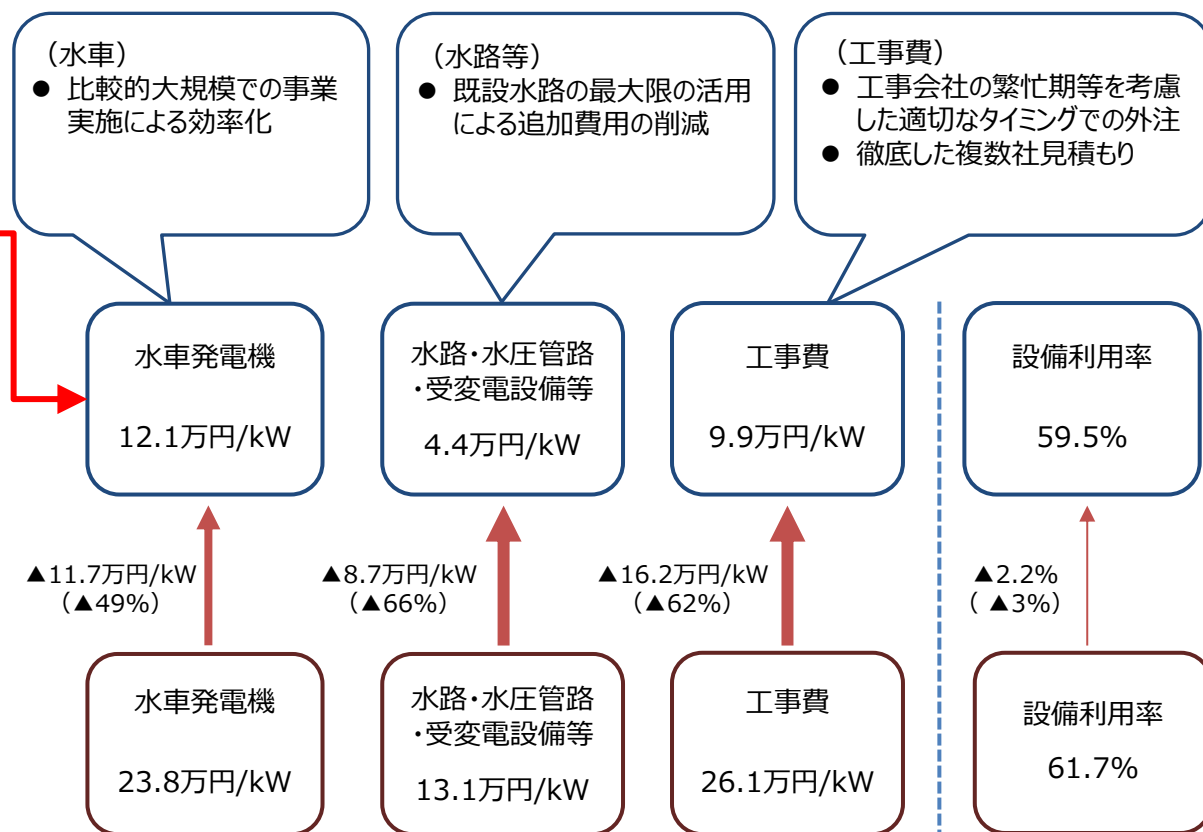 （水車）
● 比較的大規模での事業
実施による効率化
（水路等）
● 既設水路の最大限の活用
による追加費用の削減
（工事費）
● 工事会社の繁忙期等を考慮
した適切なタイミングでの外注
● 徹底した複数社見積もり
水車発電機
12.1万円/kW
水路・水圧管路
・受変電設備等
4.4万円/kW
工事費
9.9万円/kW
設備利用率
59.5%
▲11.7万円/kW
（▲49%）
▲8.7万円/kW
（▲66%）
▲16.2万円/kW
（▲62%）
▲2.2%
（ ▲3%）
水車発電機
23.8万円/kW
水路・水圧管路
・受変電設備等
13.1万円/kW
工事費
26.1万円/kW
設備利用率
61.7%